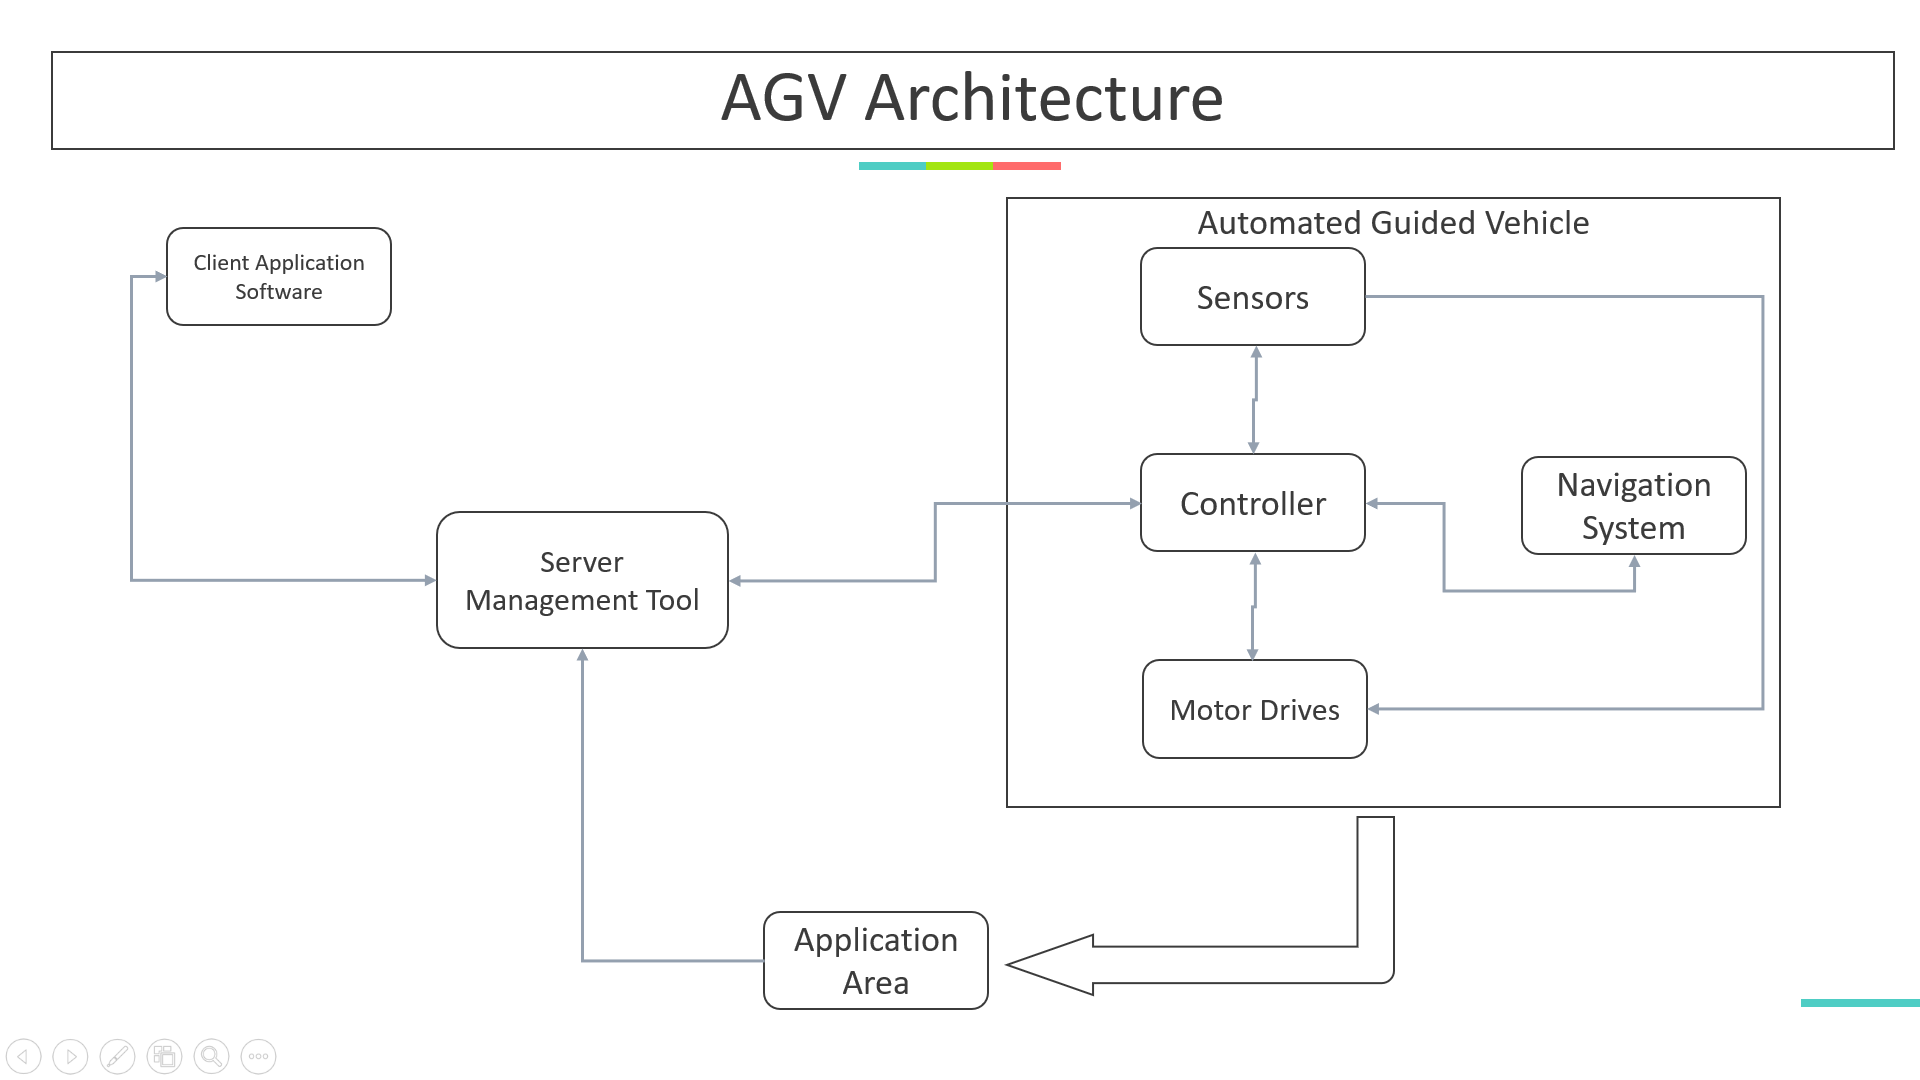 AGV Architecture
Automated Guided Vehicle
Client Application
Software
Sensors
Controller
Navigation
System
Server
Management Tool
Motor Drives
Application
Area